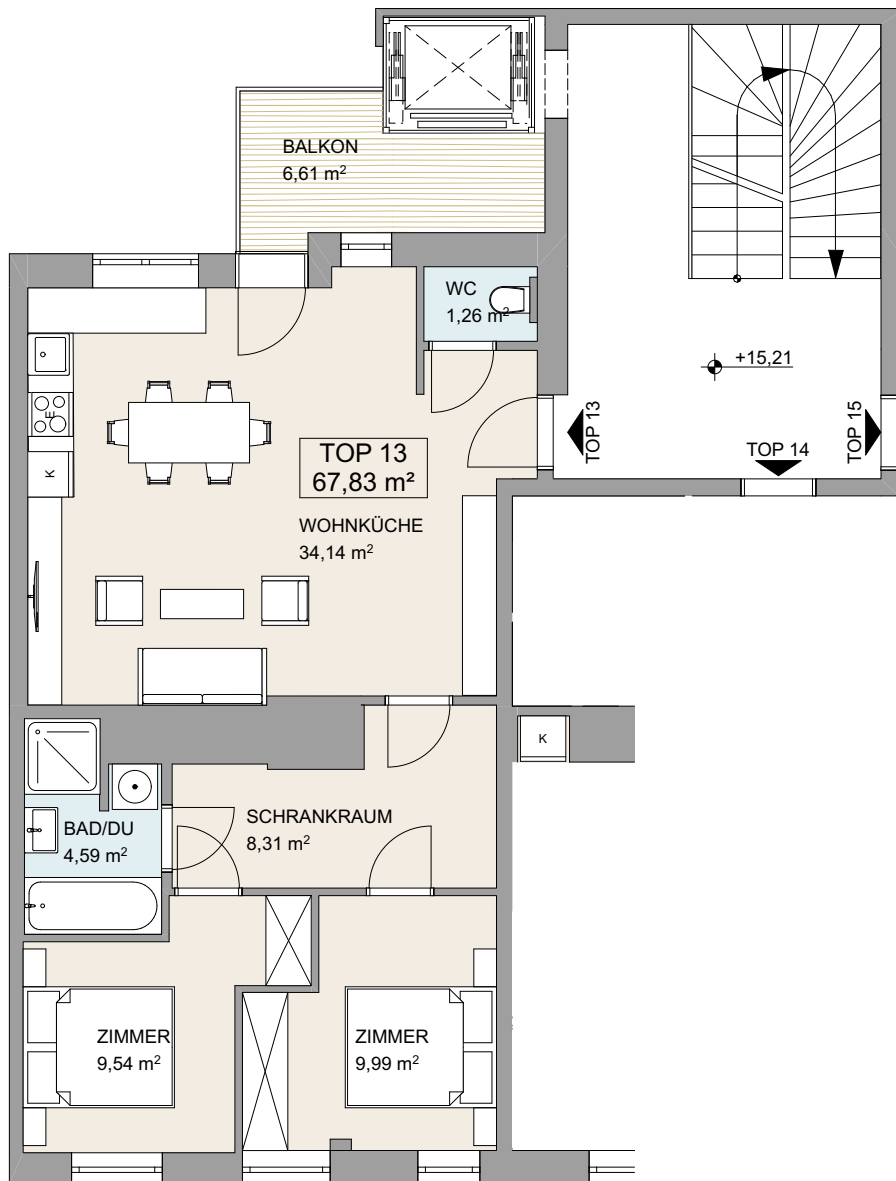 BALKON
6,61 m²
WC
1,26 m²
+15,21
TOP 13
TOP 14
TOP 15
E
K
TOP 13
67,83 m²
WOHNKÜCHE
34,14 m²
K
SCHRANKRAUM
8,31 m²
BAD/DU
4,59 m²
ZIMMER
9,54 m²
ZIMMER
9,99 m²